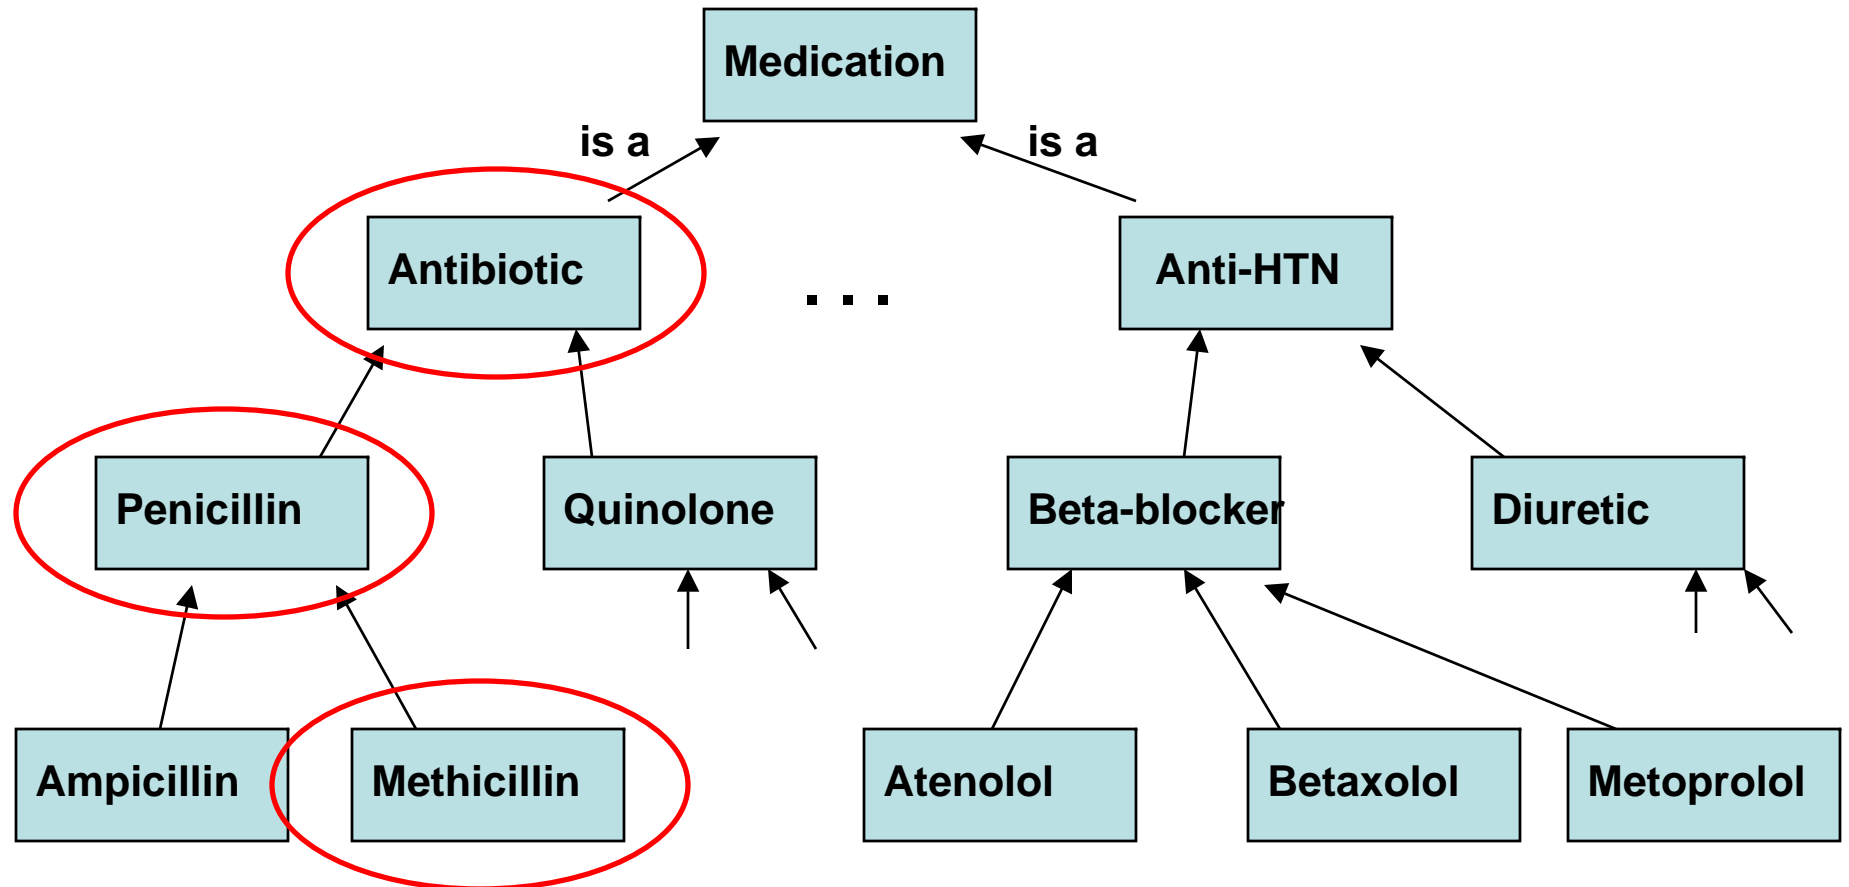 Medication
is a
is a
Antibiotic
. . .
Anti-HTN
Penicillin
Quinolone
Beta-blocker
Diuretic
Ampicillin
Methicillin
Atenolol
Betaxolol
Metoprolol